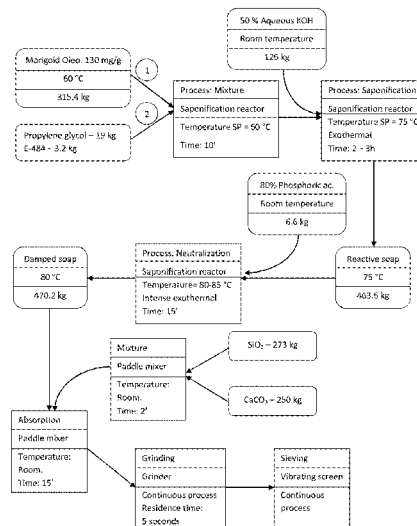 50 % Aqueous KOH
Room temperature
126 kg
Marigold Oleo. 130 mg/g
60 °C
315.4 kg
1
2
Propylene glycol – 19 kg
E-484 - 3.2 kg
Process: Mixture
Saponification reactor
Temperature SP = 50 °C
Time: 10'
Process: Saponification
Saponification reactor
Temperature SP = 75 °C
Exothermal
Time: 2 - 3h
80% Phosphoric ac.
Room temperature
6.6 kg
Damped soap
80 °C
470.2 kg
Process: Neutralization
Saponification reactor
Temperature= 80-85 °C
Intense exothermal
Time: 15'
Reactive soap
75 °C
463.6 kg
Mixture
Paddle mixer
Temperature:
Room.
Time: 2'
SiO₂ – 273 kg
CaCO₃ – 250 kg
Absorption
Paddle mixer
Temperature:
Room.
Time: 15'
Grinding
Grinder
Continuous process
Residence time:
5 seconds
Sieving
Vibrating screen
Continuous
process